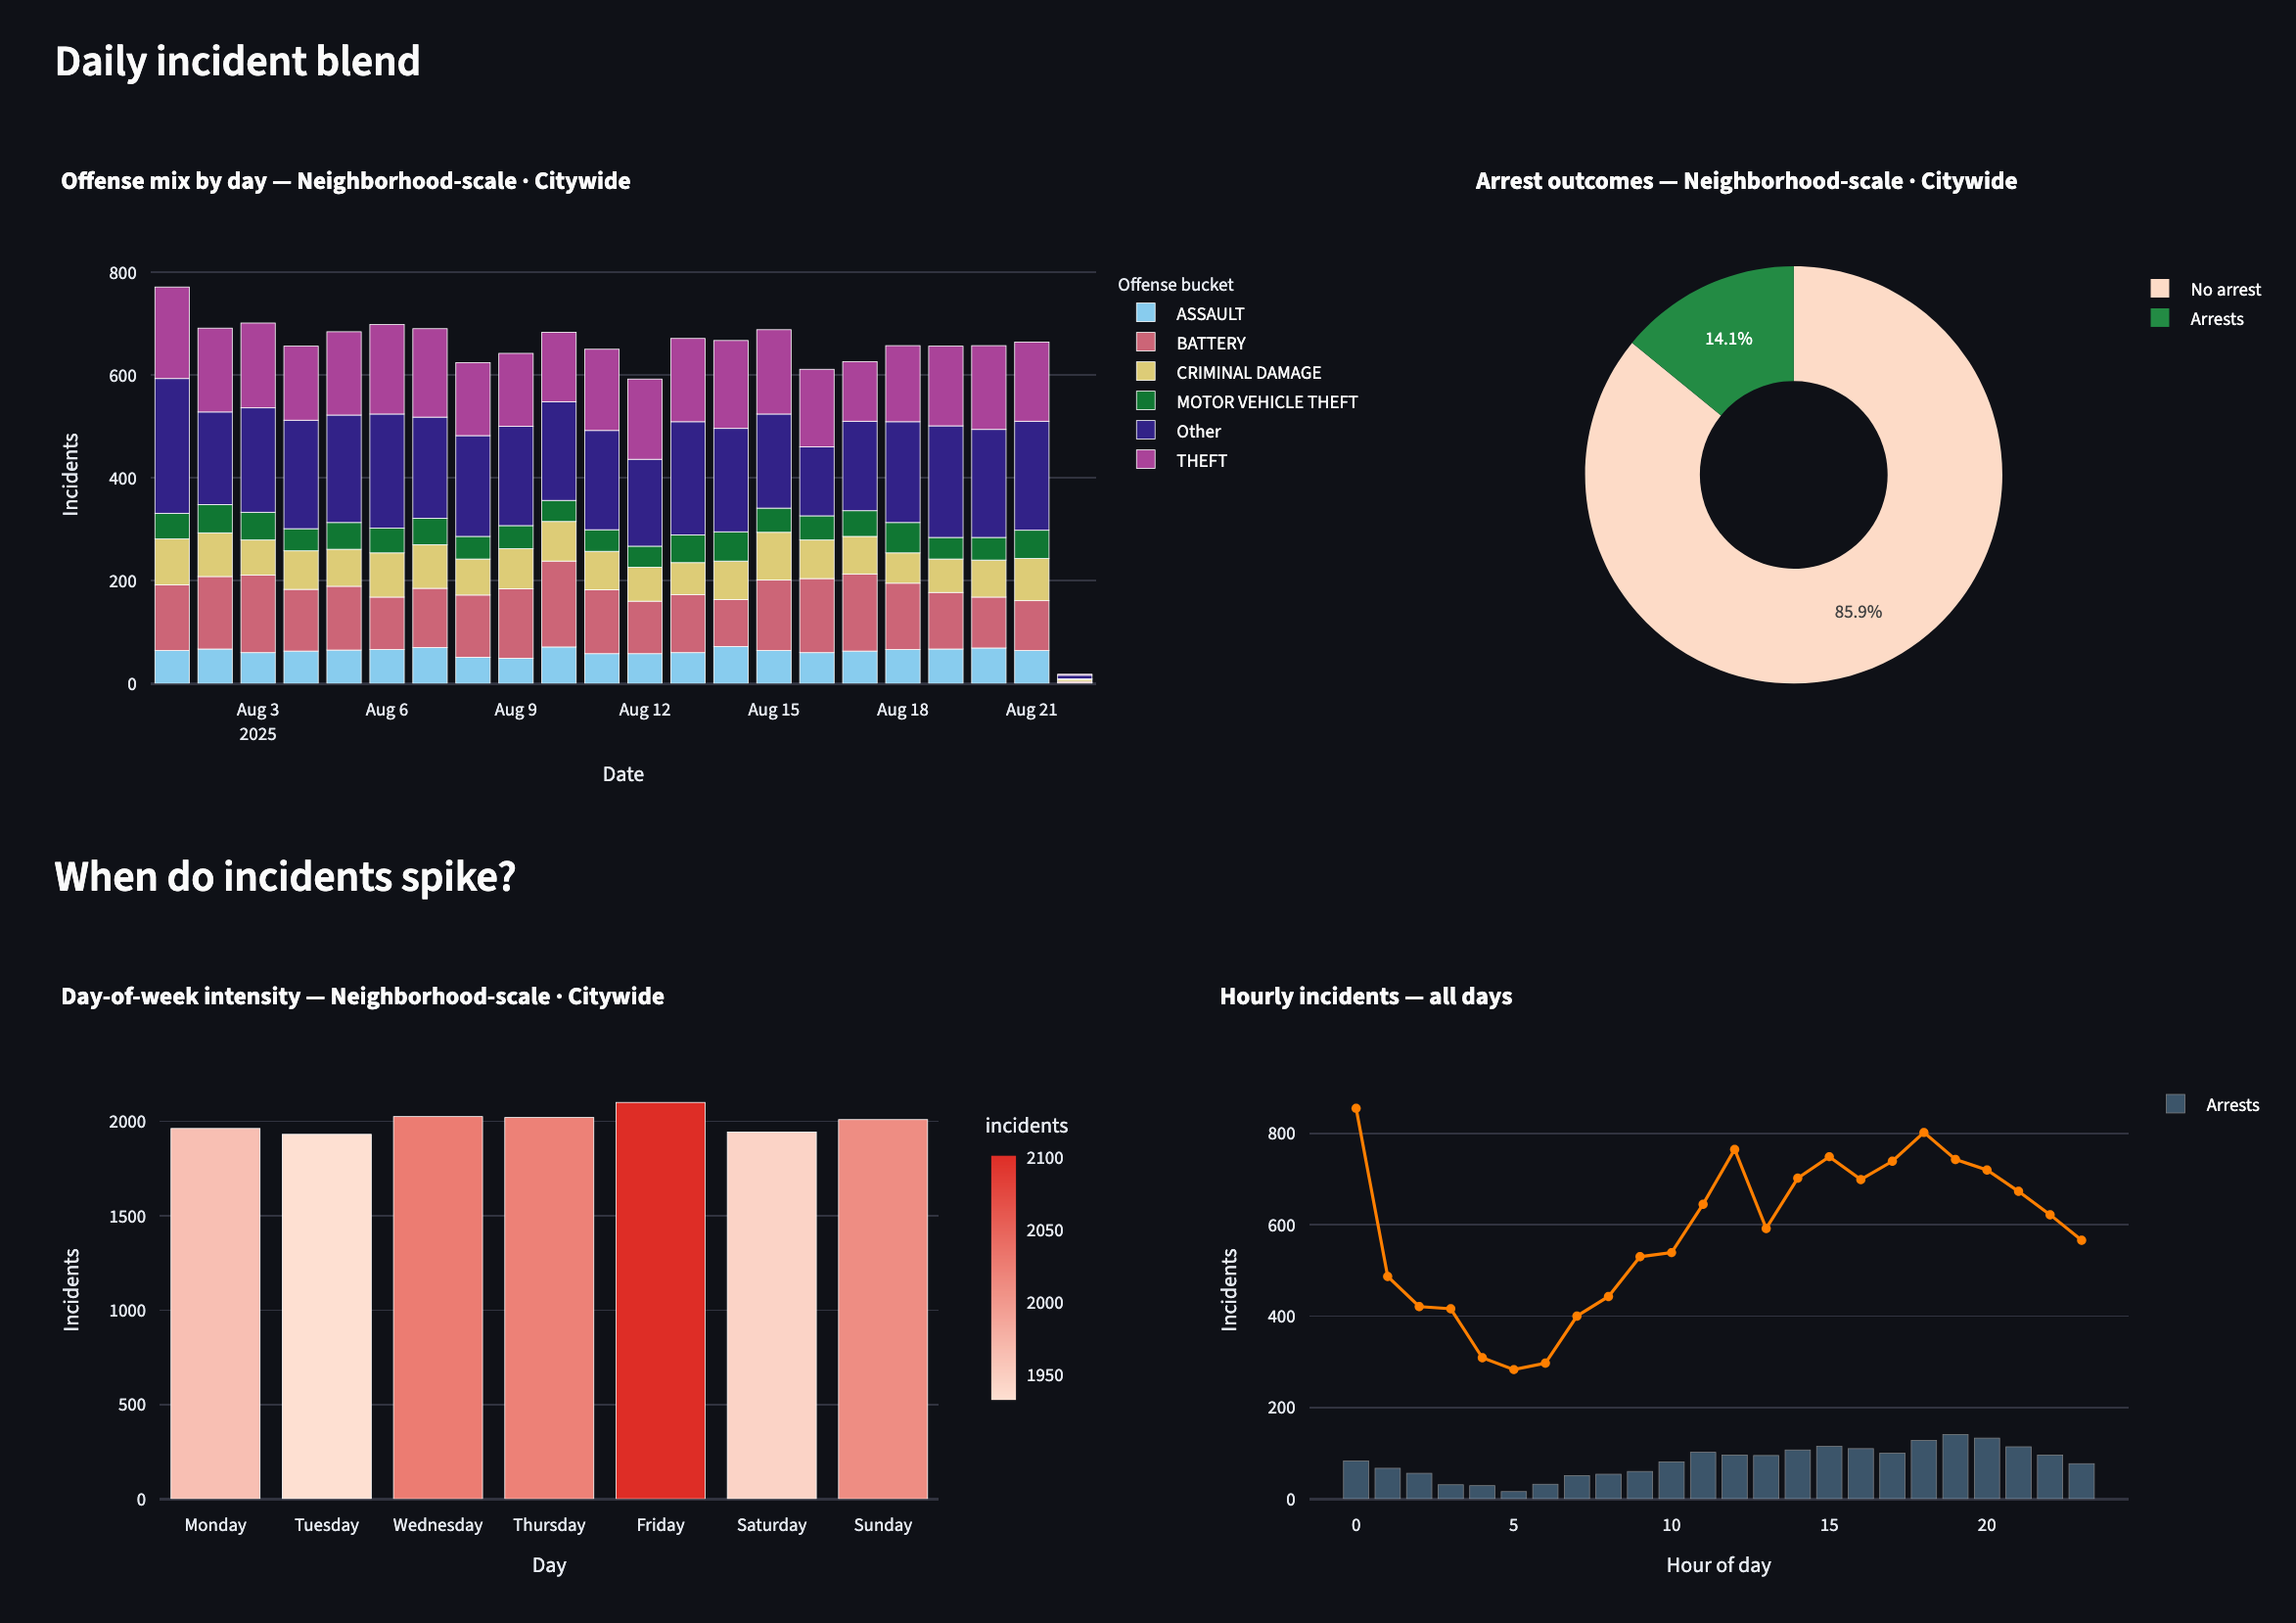 Daily incident blend
Offense mix by day — Neighborhood-scale · Citywide
800
600
400
200
0
Incidents
Aug 3
2025
Aug 6
Aug 9
Aug 12
Aug 15
Aug 18
Aug 21
Date
Offense bucket
ASSAULT
BATTERY
CRIMINAL DAMAGE
MOTOR VEHICLE THEFT
Other
THEFT
Arrest outcomes — Neighborhood-scale · Citywide
14.1%
85.9%
No arrest
Arrests
When do incidents spike?
Day-of-week intensity — Neighborhood-scale · Citywide
2000
1500
1000
500
0
Incidents
Monday
Tuesday
Wednesday
Thursday
Friday
Saturday
Sunday
Day
incidents
2100
2050
2000
1950
Hourly incidents — all days
800
600
400
200
0
Incidents
0
5
10
15
20
Hour of day
Arrests